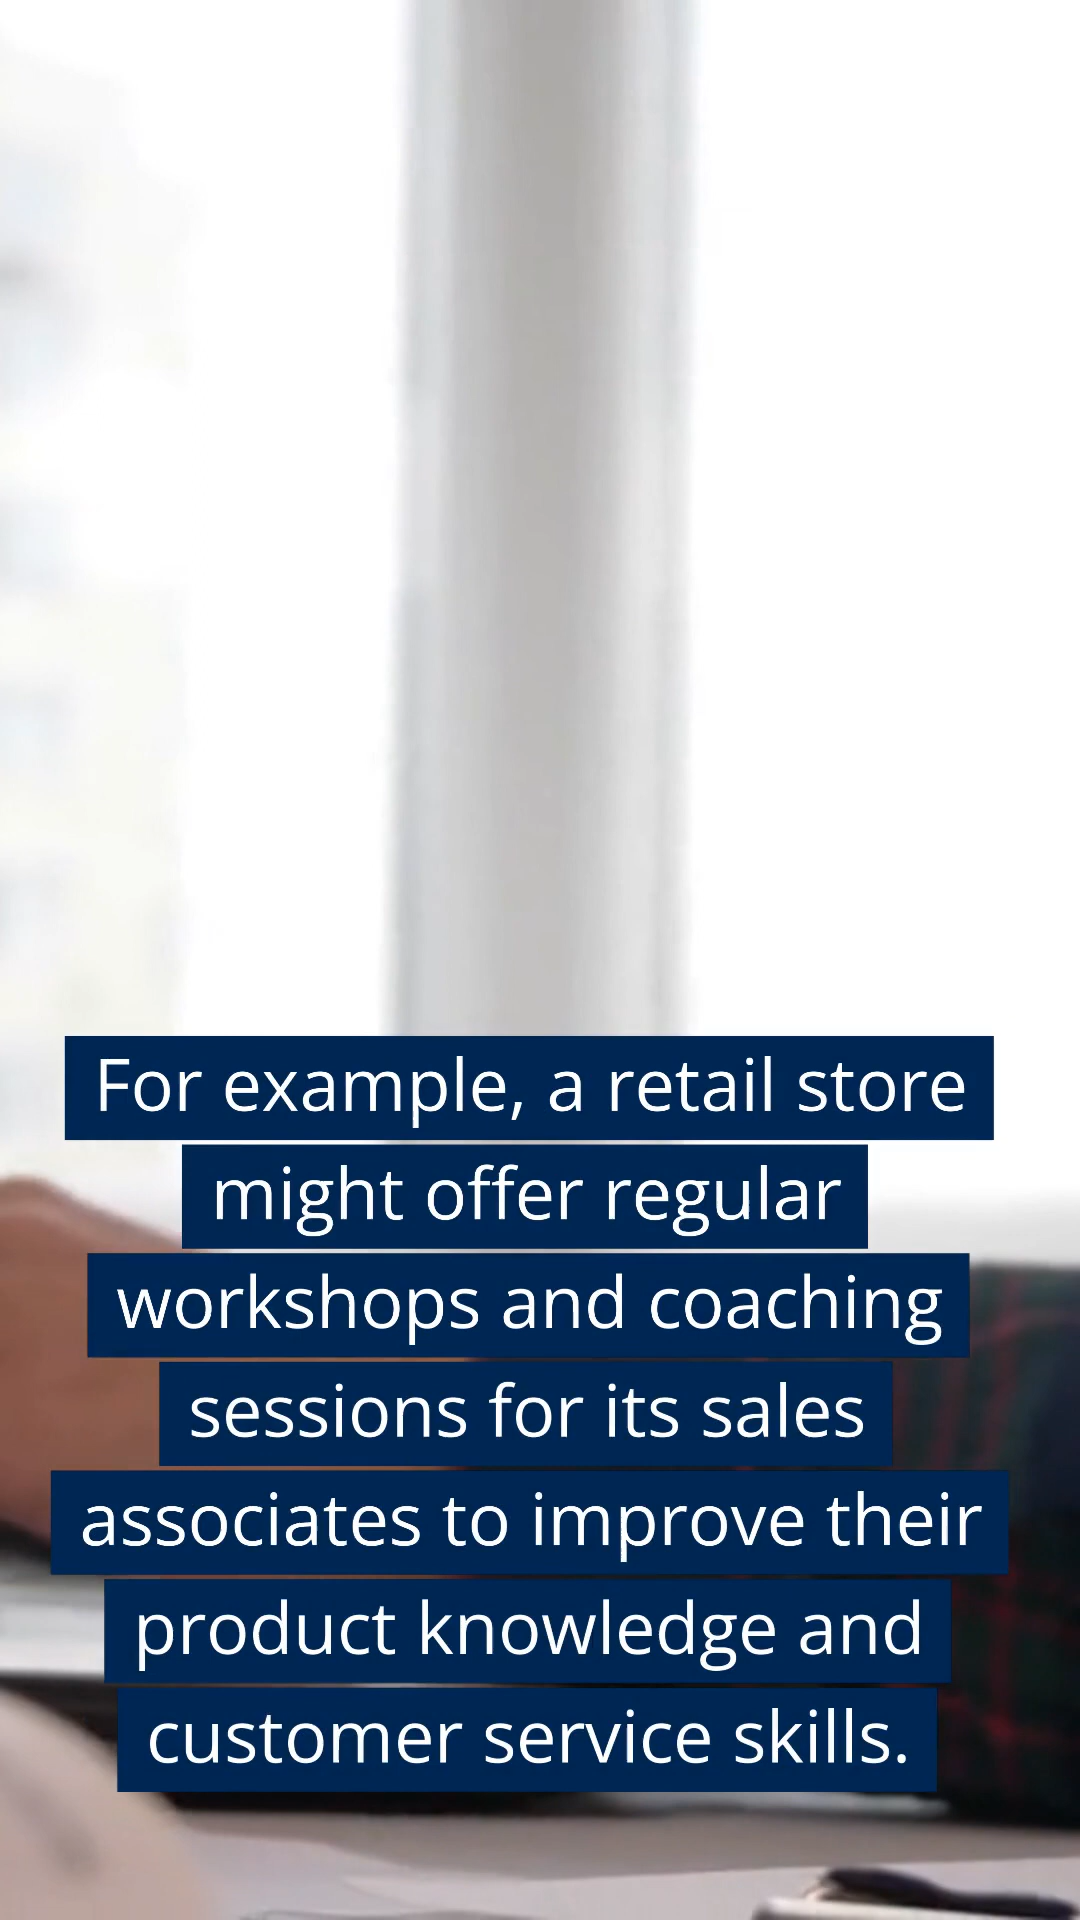 For example, a retail store
might offer regular
workshops and coaching
sessions for its sales
associates to improve their
product knowledge and
customer service skills.